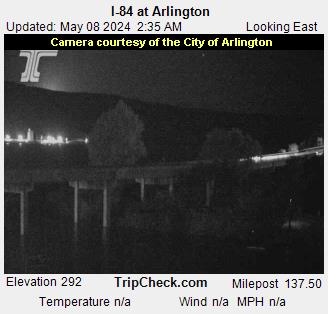 I-84 at Arlington
Updated: May 08 2024 2:35 AM Looking East
Camera courtesy of the City of Arlington
Elevation 292 TripCheck.com Milepost 137.50
Temperature n/a Wind n/a MPH n/a